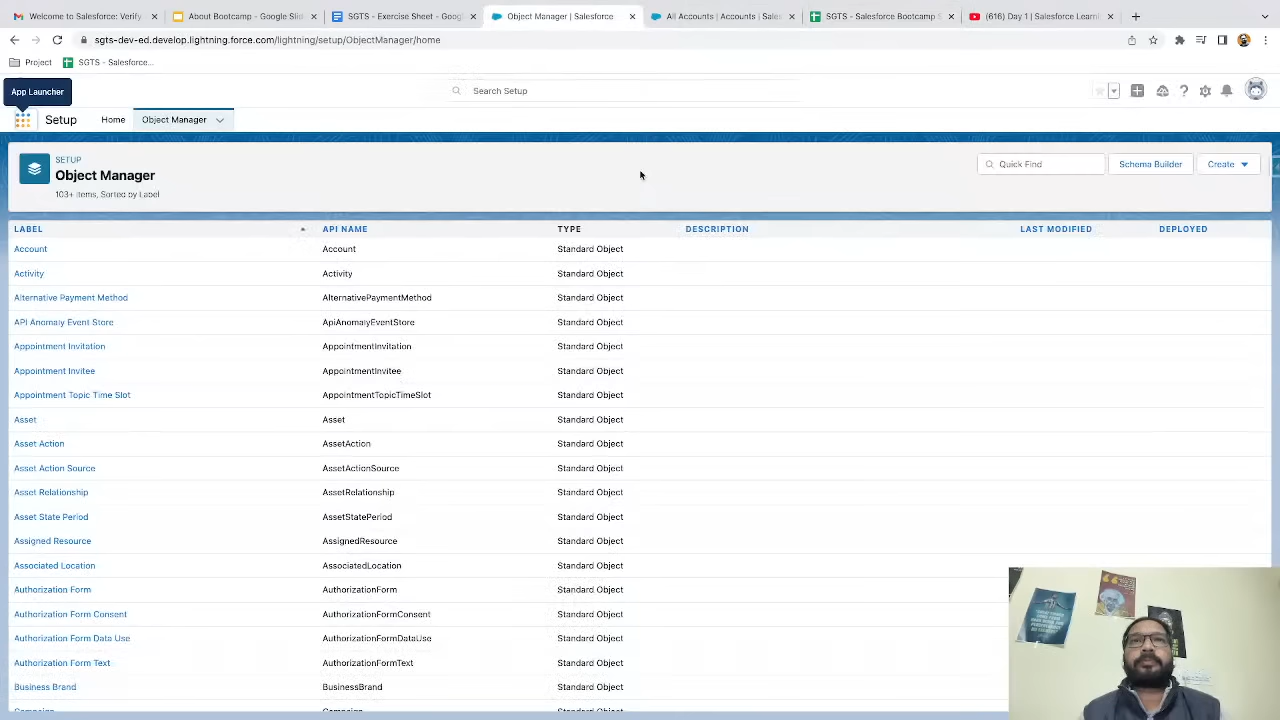 Welcome to Salesforce: Verify
About Bootcamp - Google Slid
SGTS - Exercise Sheet - Goog
Object Manager | Salesforce
All Accounts | Accounts | Sales
SGTS - Salesforce Bootcamp S
(616) Day 1 | Salesforce Learn
sgts-dev-ed.develop.lightning.force.com/lightning/setup/ObjectManager/home
Project
SGTS - Salesforce...
App Launcher
Search Setup
Setup
Home
Object Manager
SETUP
Object Manager
103+ Items, Sorted by Label
Quick Find
Schema Builder
Create
LABEL API NAME TYPE DESCRIPTION LAST MODIFIED DEPLOYED
Account Account Standard Object
Activity Activity Standard Object
Alternative Payment Method AlternativePaymentMethod Standard Object
API Anomaly Event Store ApiAnomalyEventStore Standard Object
Appointment Invitation AppointmentInvitation Standard Object
Appointment Invitee AppointmentInvitee Standard Object
Appointment Topic Time Slot AppointmentTopicTimeSlot Standard Object
Asset Asset Standard Object
Asset Action AssetAction Standard Object
Asset Action Source AssetActionSource Standard Object
Asset Relationship AssetRelationship Standard Object
Asset State Period AssetStatePeriod Standard Object
Assigned Resource AssignedResource Standard Object
Associated Location AssociatedLocation Standard Object
Authorization Form AuthorizationForm Standard Object
Authorization Form Consent AuthorizationFormConsent Standard Object
Authorization Form Data Use AuthorizationFormDataUse Standard Object
Authorization Form Text AuthorizationFormText Standard Object
Business Brand BusinessBrand Standard Object